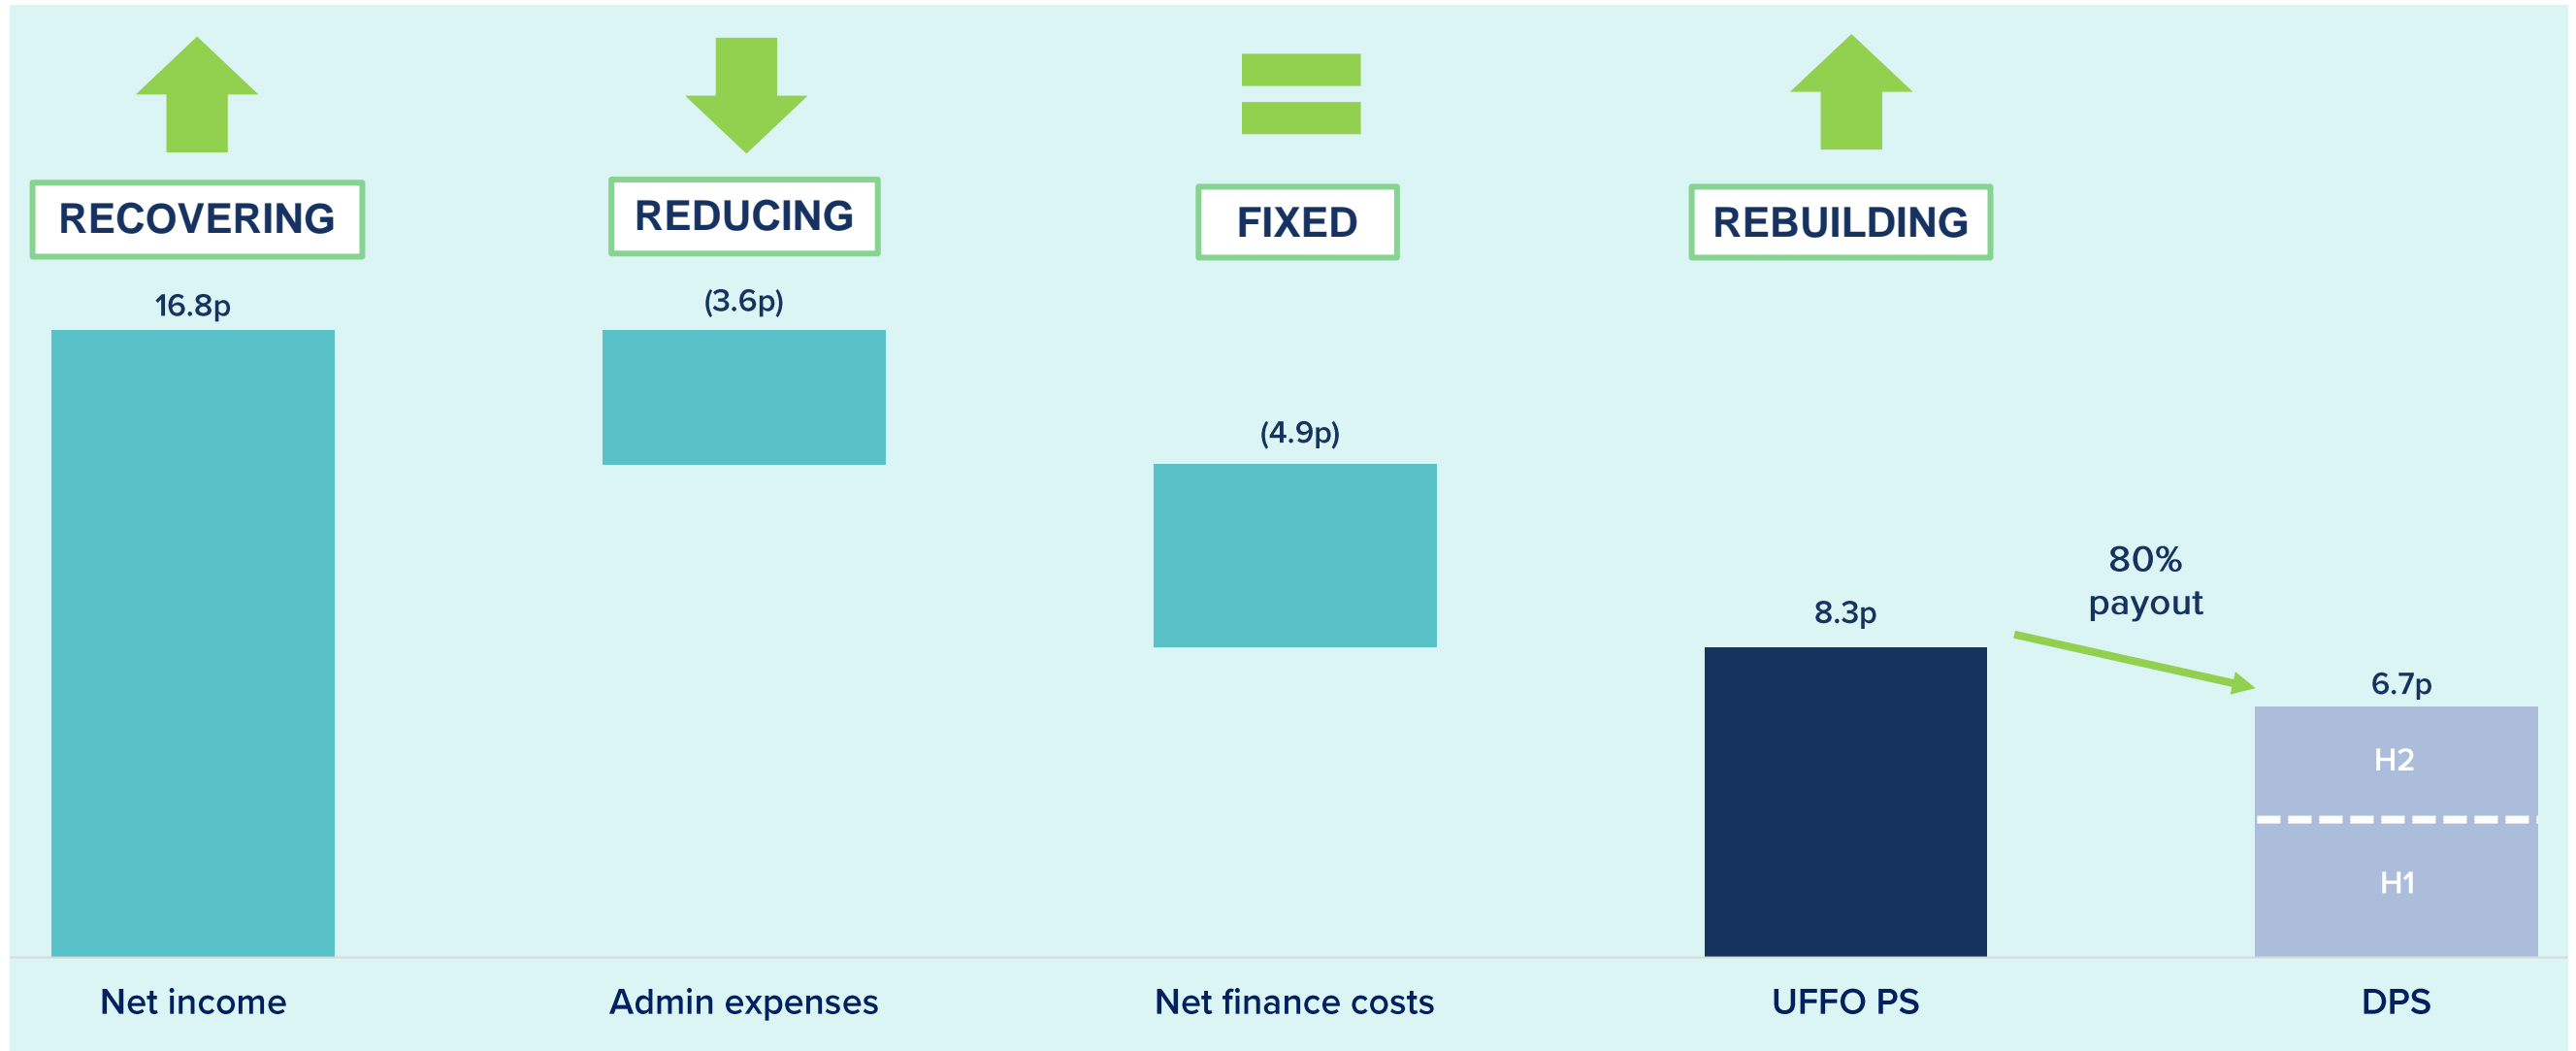 RECOVERING
REDUCING
FIXED
REBUILDING
16.8p
(3.6p)
(4.9p)
8.3p
80%
payout
6.7p
H2
H1
Net income
Admin expenses
Net finance costs
UFFO PS
DPS